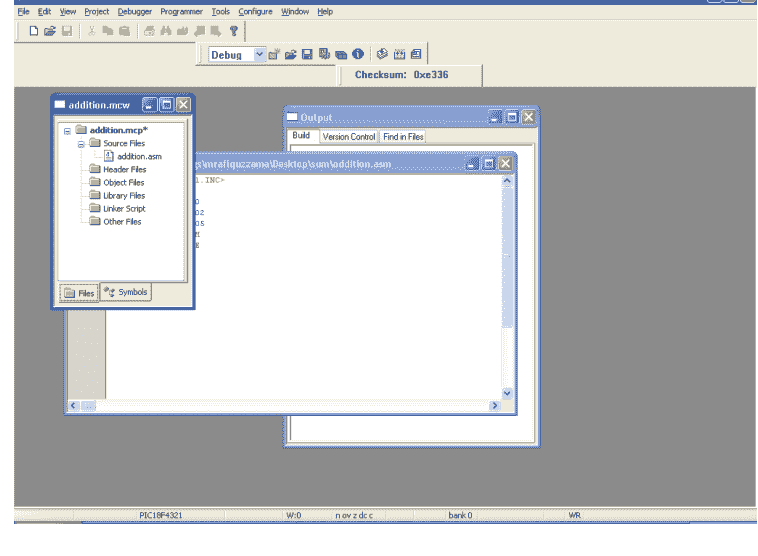 File Edit View Project Debugger Programmer Tools Configure Window Help
Debug
Checksum: 0xe336
addition.mcw
addition.mcp*
Source Files
addition.asm
Header Files
Object Files
Library Files
Linker Script
Other Files
Files Symbols
Output
Build Version Control Find in Files
gs\mrafiquzzama\Desktop\sum\addition.asm
1.INC>
0
02
05
M
E
PIC18F4321 W:0 n ov z dc c bank 0 WR